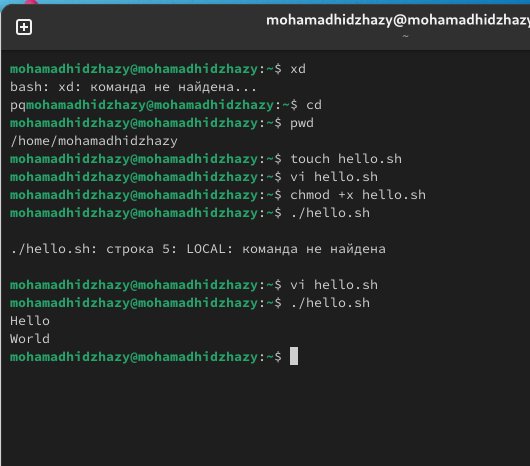 mohamadhidzhazy@mohamadhidzhazy
~
mohamadhidzhazy@mohamadhidzhazy:~$ xd
bash: xd: команда не найдена...
pqmohamadhidzhazy@mohamadhidzhazy:~$ cd
mohamadhidzhazy@mohamadhidzhazy:~$ pwd
/home/mohamadhidzhazy
mohamadhidzhazy@mohamadhidzhazy:~$ touch hello.sh
mohamadhidzhazy@mohamadhidzhazy:~$ vi hello.sh
mohamadhidzhazy@mohamadhidzhazy:~$ chmod +x hello.sh
mohamadhidzhazy@mohamadhidzhazy:~$ ./hello.sh
./hello.sh: строка 5: LOCAL: команда не найдена
mohamadhidzhazy@mohamadhidzhazy:~$ vi hello.sh
mohamadhidzhazy@mohamadhidzhazy:~$ ./hello.sh
Hello
World
mohamadhidzhazy@mohamadhidzhazy:~$